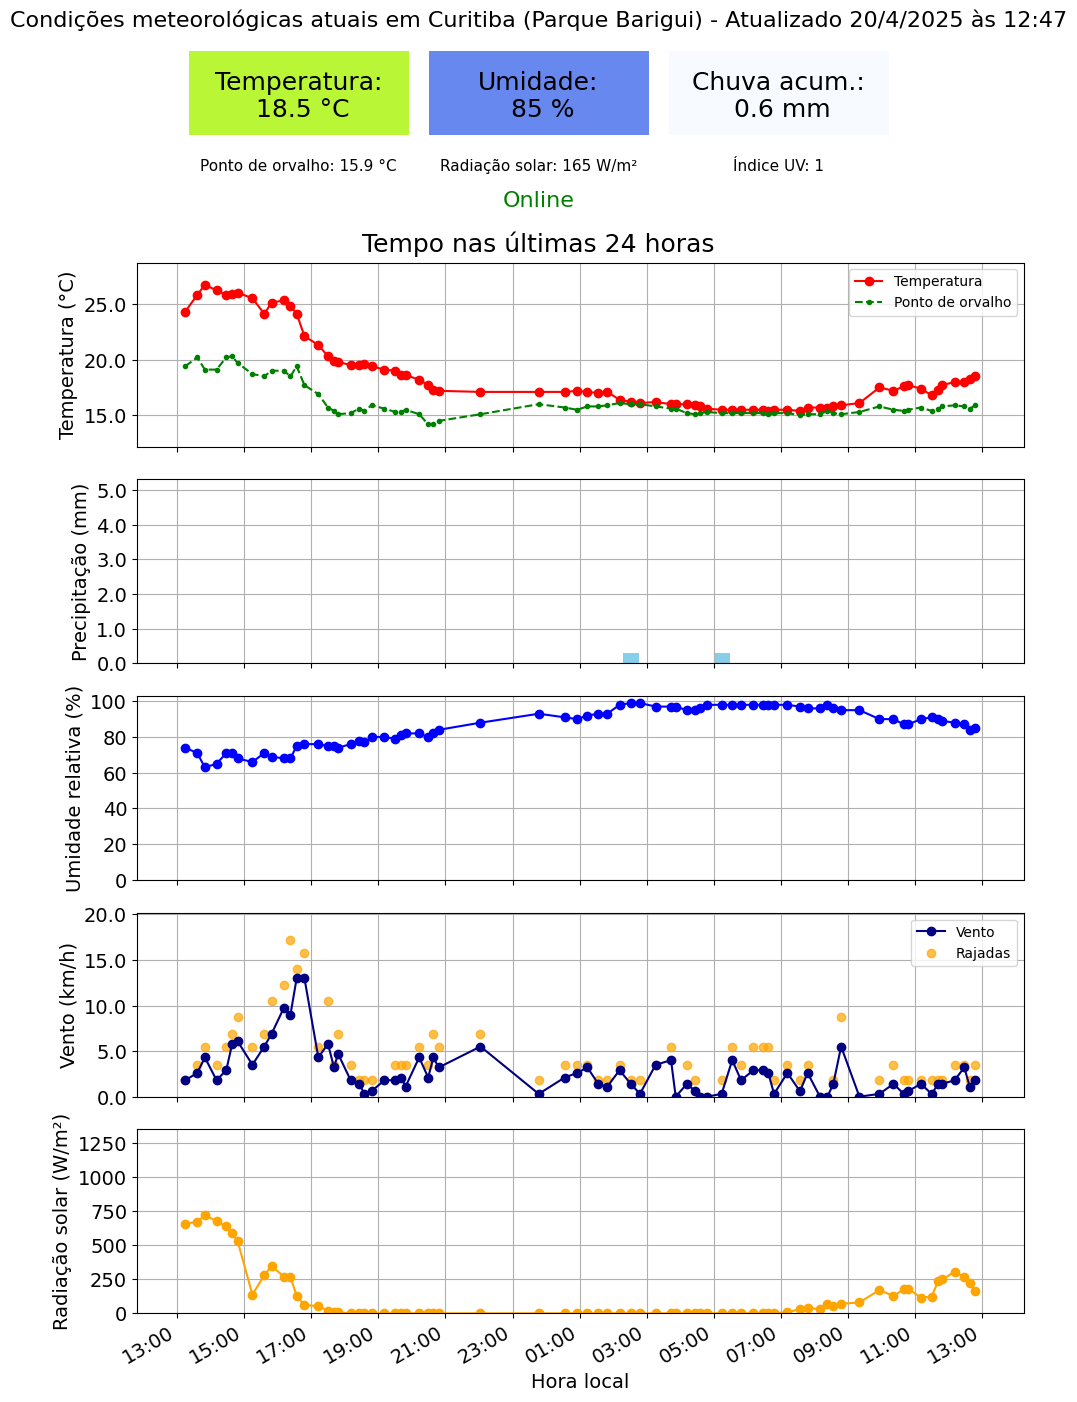 Condições meteorológicas atuais em Curitiba (Parque Barigui) - Atualizado 20/4/2025 às 12:47
Temperatura:
18.5 °C
Umidade:
85 %
Chuva acum.:
0.6 mm
Ponto de orvalho: 15.9 °C
Radiação solar: 165 W/m²
Índice UV: 1
Online
Tempo nas últimas 24 horas
Temperatura (°C)
25.0
20.0
15.0
Temperatura
Ponto de orvalho
Precipitação (mm)
5.0
4.0
3.0
2.0
1.0
0.0
Umidade relativa (%)
100
80
60
40
20
0
Vento (km/h)
20.0
15.0
10.0
5.0
0.0
Vento
Rajadas
Radiação solar (W/m²)
1250
1000
750
500
250
0
13:00
15:00
17:00
19:00
21:00
23:00
01:00
03:00
05:00
07:00
09:00
11:00
13:00
Hora local